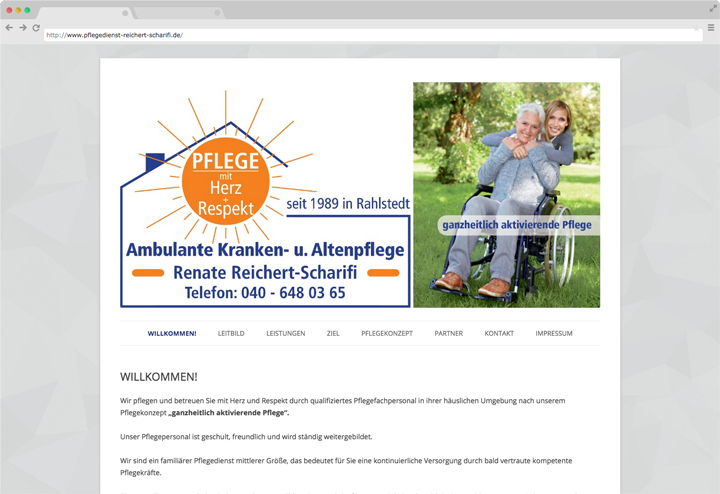 http://www.pflegedienst-reichert-scharifi.de/
PFLEGE
mit
Herz
+
Respekt
seit 1989 in Rahlstedt
Ambulante Kranken- u. Altenpflege
Renate Reichert-Scharifi
Telefon: 040 - 648 03 65
ganzheitlich aktivierende Pflege
WILLKOMMEN! LEITBILD LEISTUNGEN ZIEL PFLEGEKONZEPT PARTNER KONTAKT IMPRESSUM
WILLKOMMEN!
Wir pflegen und betreuen Sie mit Herz und Respekt durch qualifiziertes Pflegefachpersonal in ihrer häuslichen Umgebung nach unserem
Pflegekonzept „ganzheitlich aktivierende Pflege“.
Unser Pflegepersonal ist geschult, freundlich und wird ständig weitergebildet.
Wir sind ein familiärer Pflegedienst mittlerer Größe, das bedeutet für Sie eine kontinuierliche Versorgung durch bald vertraute kompetente
Pflegekräfte.